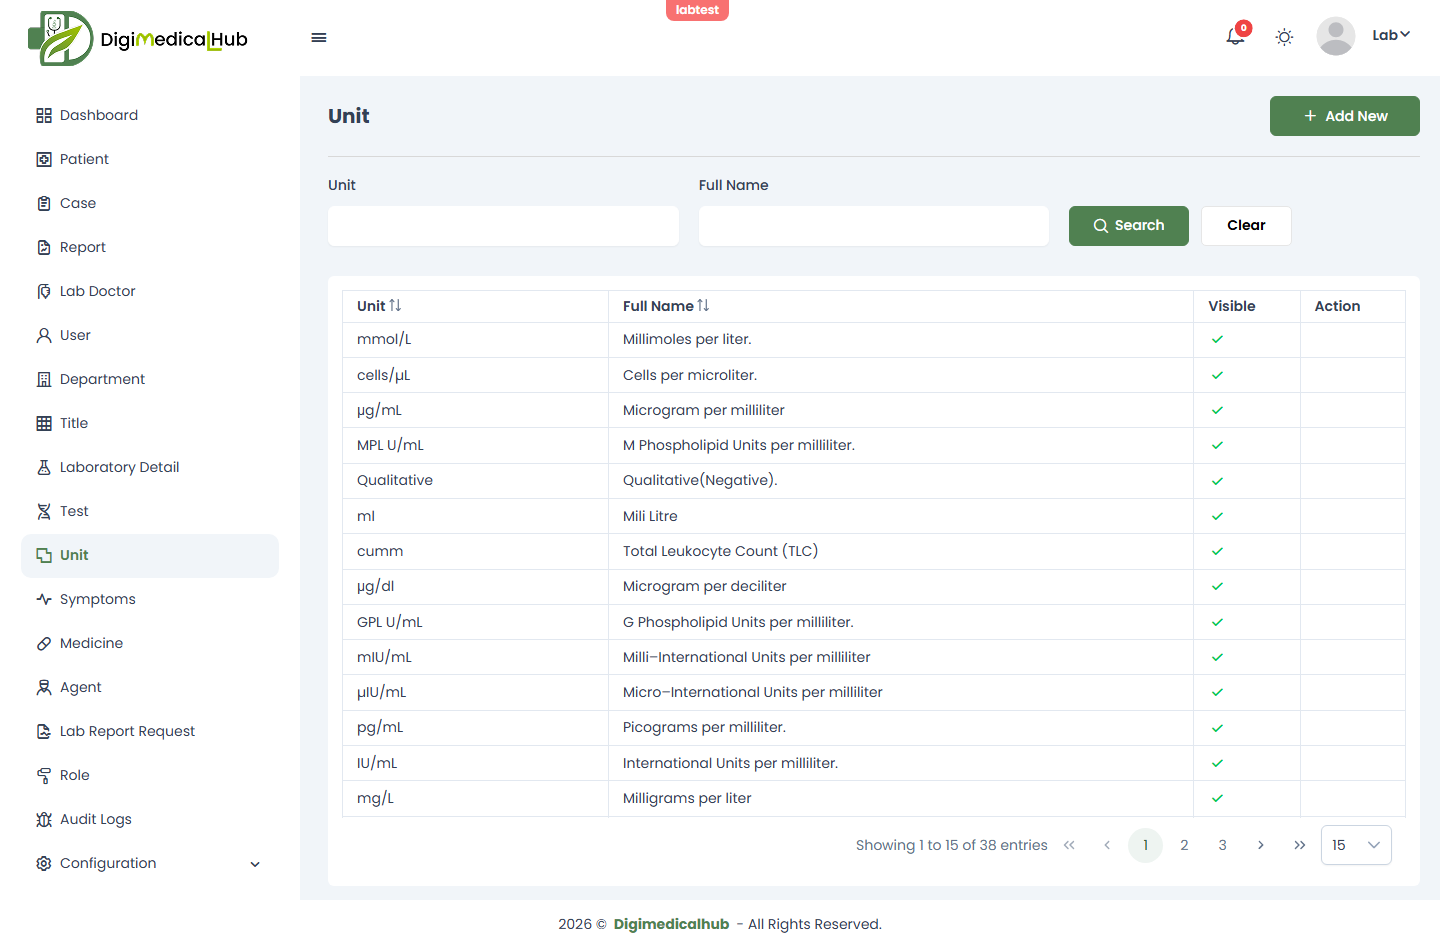 labtest
DigiMedicalHub
0
Lab
Dashboard
Patient
Case
Report
Lab Doctor
User
Department
Title
Laboratory Detail
Test
Unit
Symptoms
Medicine
Agent
Lab Report Request
Role
Audit Logs
Configuration
Unit
Add New
Unit Full Name
Search Clear
Unit Full Name Visible Action
mmol/L Millimoles per liter.
cells/µL Cells per microliter.
µg/mL Microgram per milliliter
MPL U/mL M Phospholipid Units per milliliter.
Qualitative Qualitative(Negative).
ml Mili Litre
cumm Total Leukocyte Count (TLC)
µg/dl Microgram per deciliter
GPL U/mL G Phospholipid Units per milliliter.
mIU/mL Milli–International Units per milliliter
µIU/mL Micro–International Units per milliliter
pg/mL Picograms per milliliter.
IU/mL International Units per milliliter.
mg/L Milligrams per liter
Showing 1 to 15 of 38 entries « ‹ 1 2 3 › » 15
2026 © Digimedicalhub - All Rights Reserved.